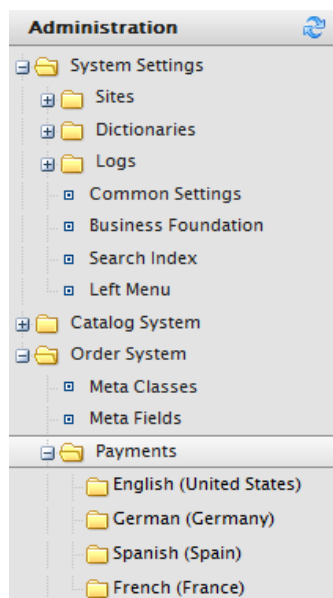 Administration
System Settings
Sites
Dictionaries
Logs
Common Settings
Business Foundation
Search Index
Left Menu
Catalog System
Order System
Meta Classes
Meta Fields
Payments
English (United States)
German (Germany)
Spanish (Spain)
French (France)